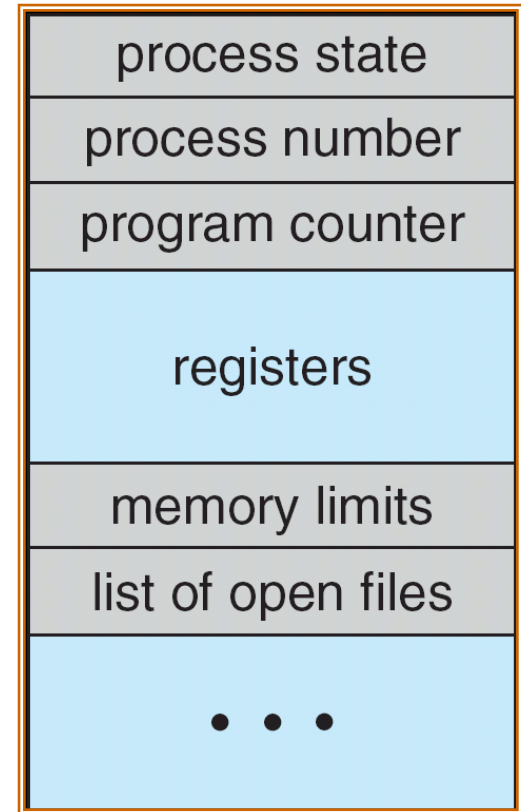 process state
process number
program counter
registers
memory limits
list of open files
• • •